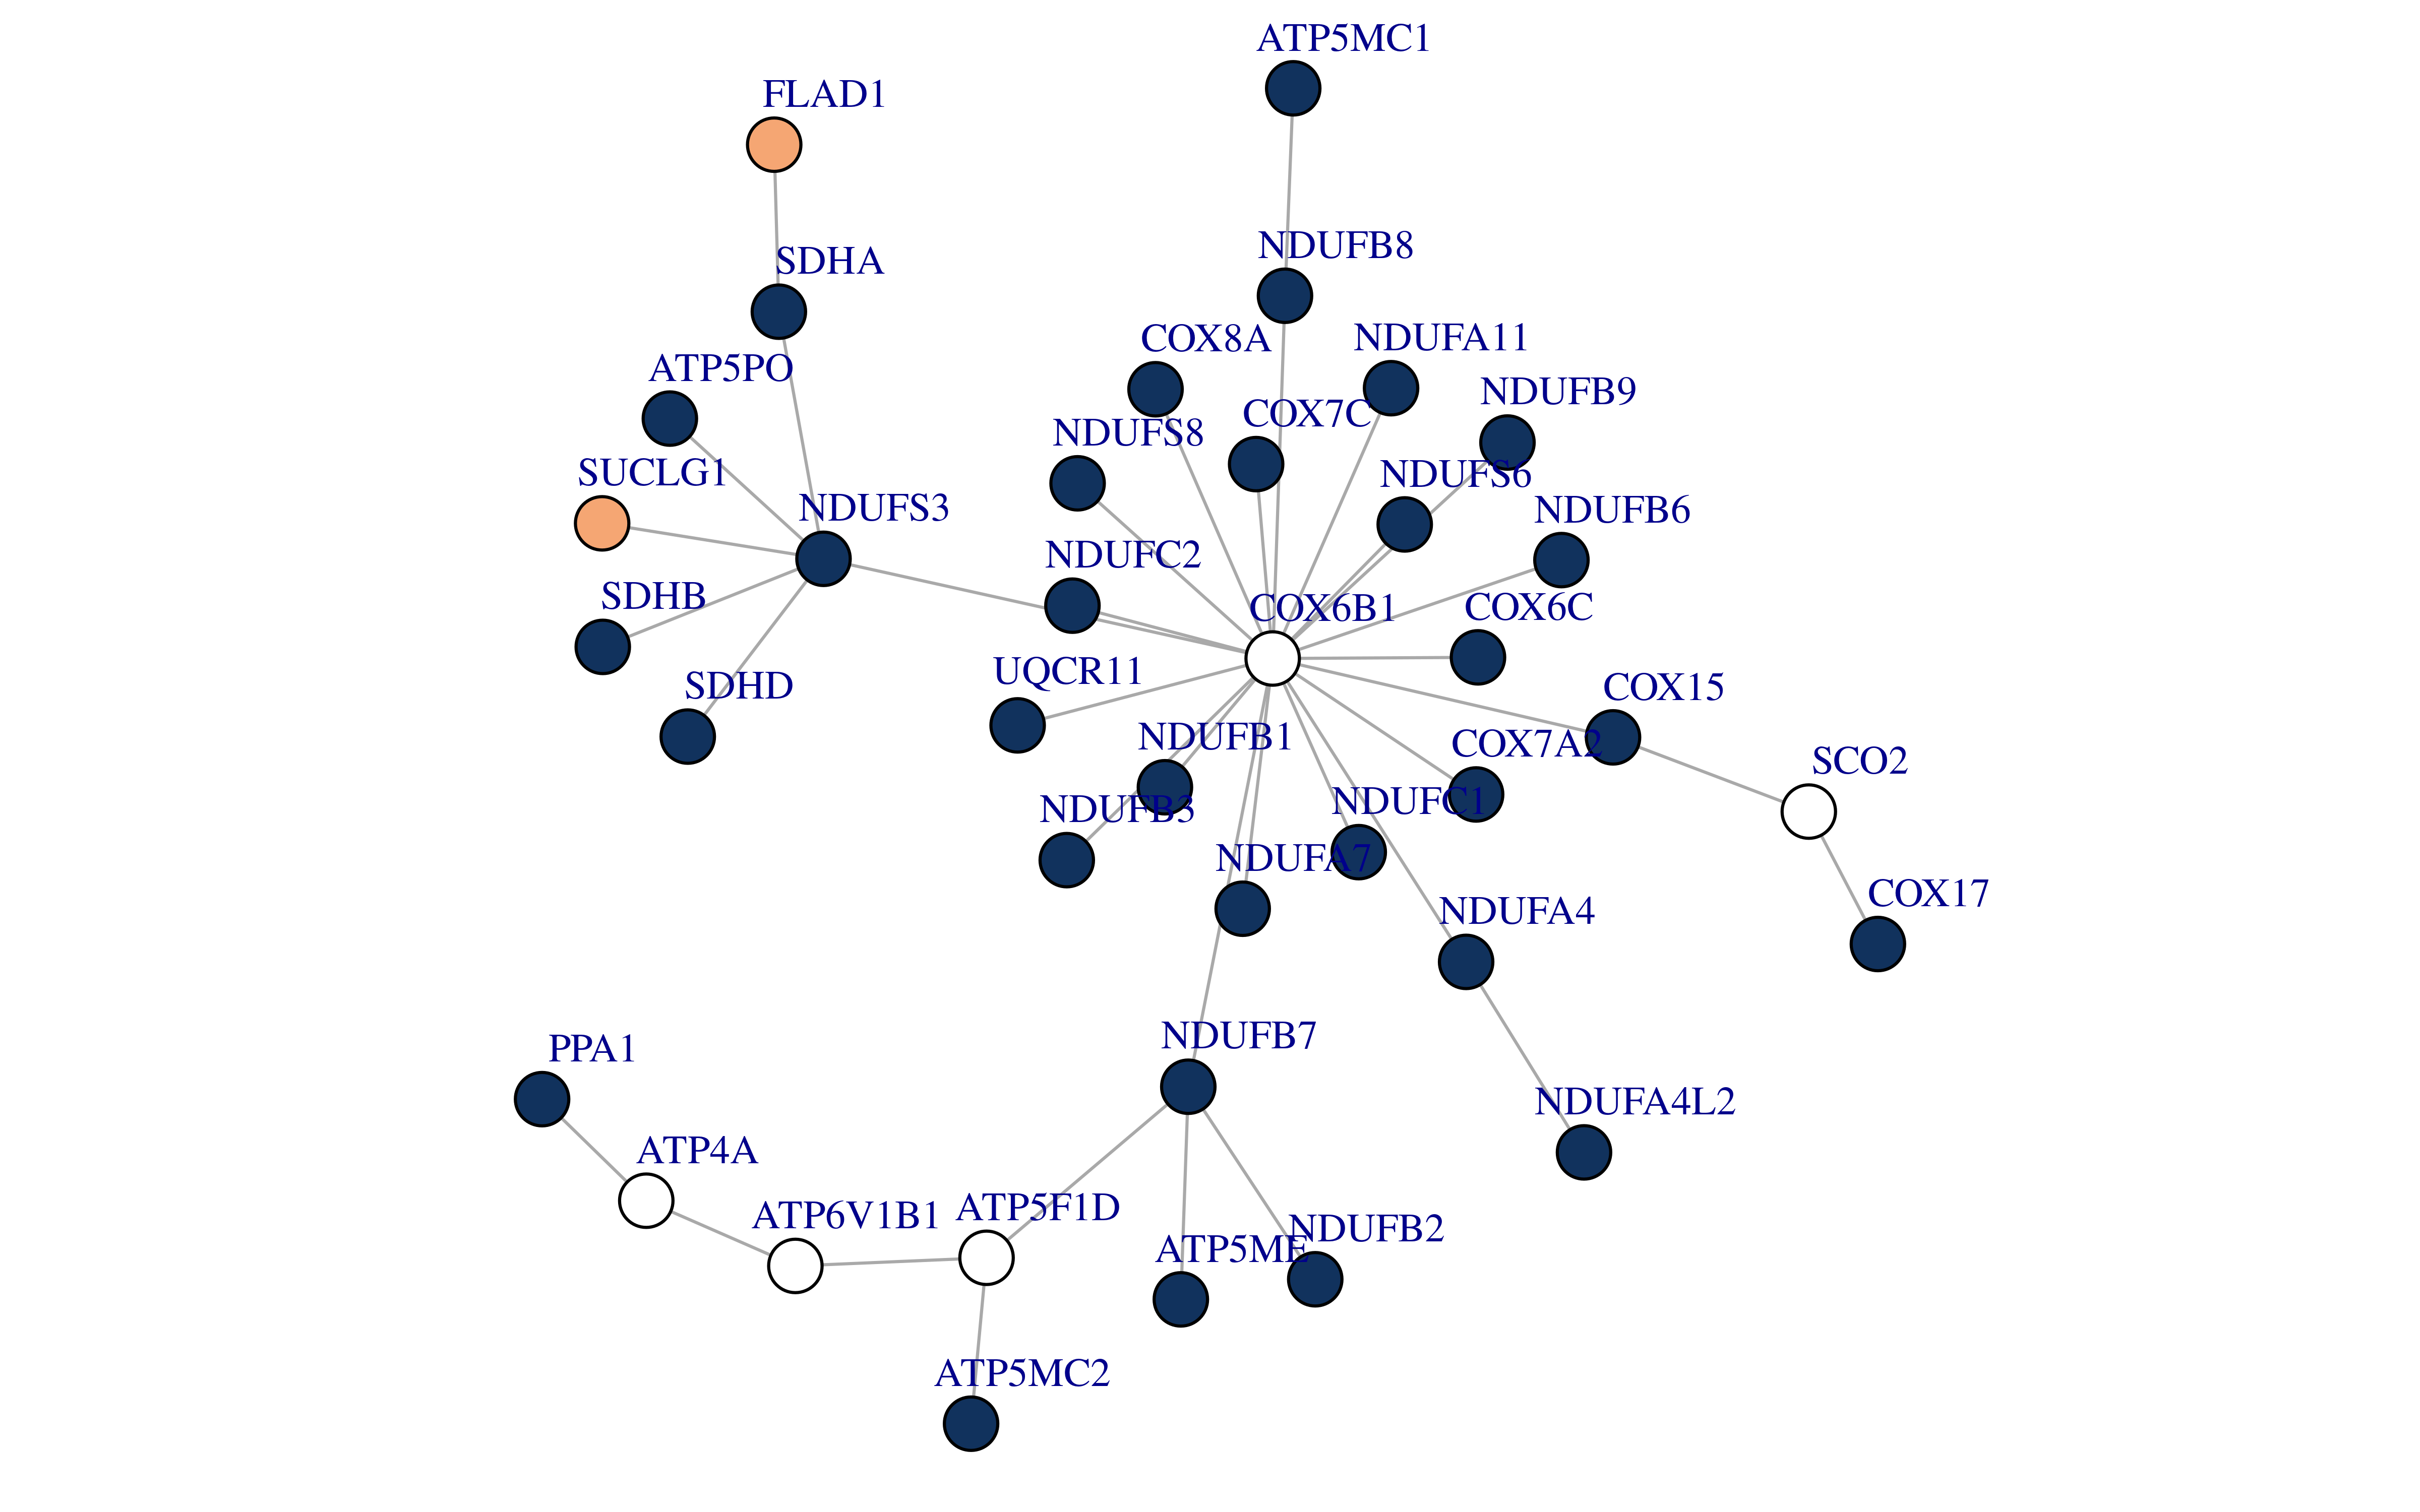 ATP5MC1
FLAD1
NDUFB8
SDHA
COX8A
NDUFA11
ATP5PO
NDUFB9
COX7C
NDUFS8
SUCLG1
NDUFS6
NDUFS3
NDUFB6
NDUFC2
SDHB
COX6B1
COX6C
UQCR11
SDHD
COX15
NDUFB1
COX7A2
SCO2
NDUFC1
NDUFB3
NDUFA7
COX17
NDUFA4
NDUFB7
PPA1
NDUFA4L2
ATP4A
ATP5F1D
ATP6V1B1
NDUFB2
ATP5ME
ATP5MC2